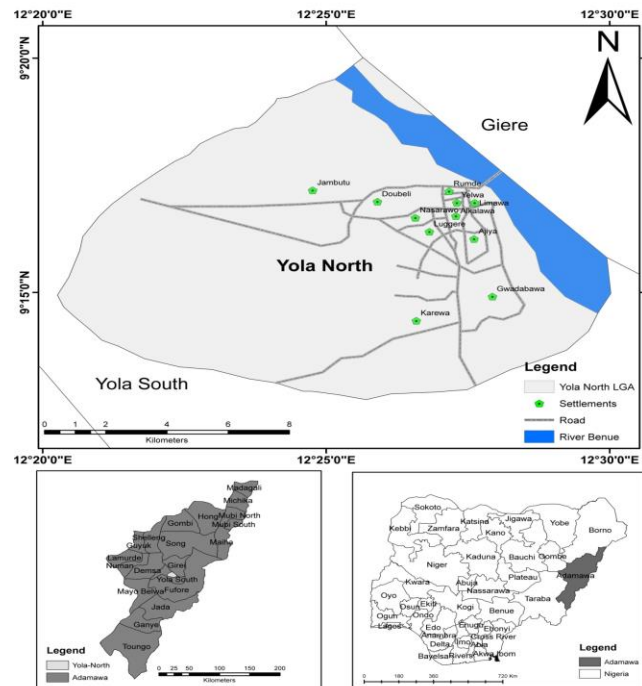 12°20'0"E
12°25'0"E
12°30'0"E
9°20'0"N
9°15'0"N
N
Giere
Jambutu
Doubeli
Rumde
Yelwa
Limawa
Nasarawo
Alkalawa
Luggere
Ajiya
Yola North
Gwadabawa
Karewa
Yola South
Legend
Yola North LGA
Settlements
Road
River Benue
0 1 2 4 6 8
Kilometers
12°20'0"E
12°25'0"E
12°30'0"E
Madagali
Michika
Hong
Mubi North
Mubi South
Gombi
Maiha
Shelleng
Song
Guyuk
Lamurde
Numan
Girei
Demsa
Yola South
Mayo Belwa
Fufore
Jada
Ganye
Toungo
Legend
Yola-North
Adamawa
0 25 50 100 150 200
Kilometers
Sokoto
Kebbi
Zamfara
Katsina
Jigawa
Kano
Yobe
Borno
Kaduna
Bauchi
Gombe
Niger
Adamawa
Kwara
Abuja
Plateau
Nassarawa
Taraba
Oyo
Ekiti
Kogi
Benue
Osun
Ogun
Ondo
Lagos
Edo
Enugu
Ebonyi
Anambra
Cross River
Delta
Imo
Abia
Bayelsa
Rivers
Akwa Ibom
0 90 180 360 540 720 Km
Legend
Adamawa
Nigeria